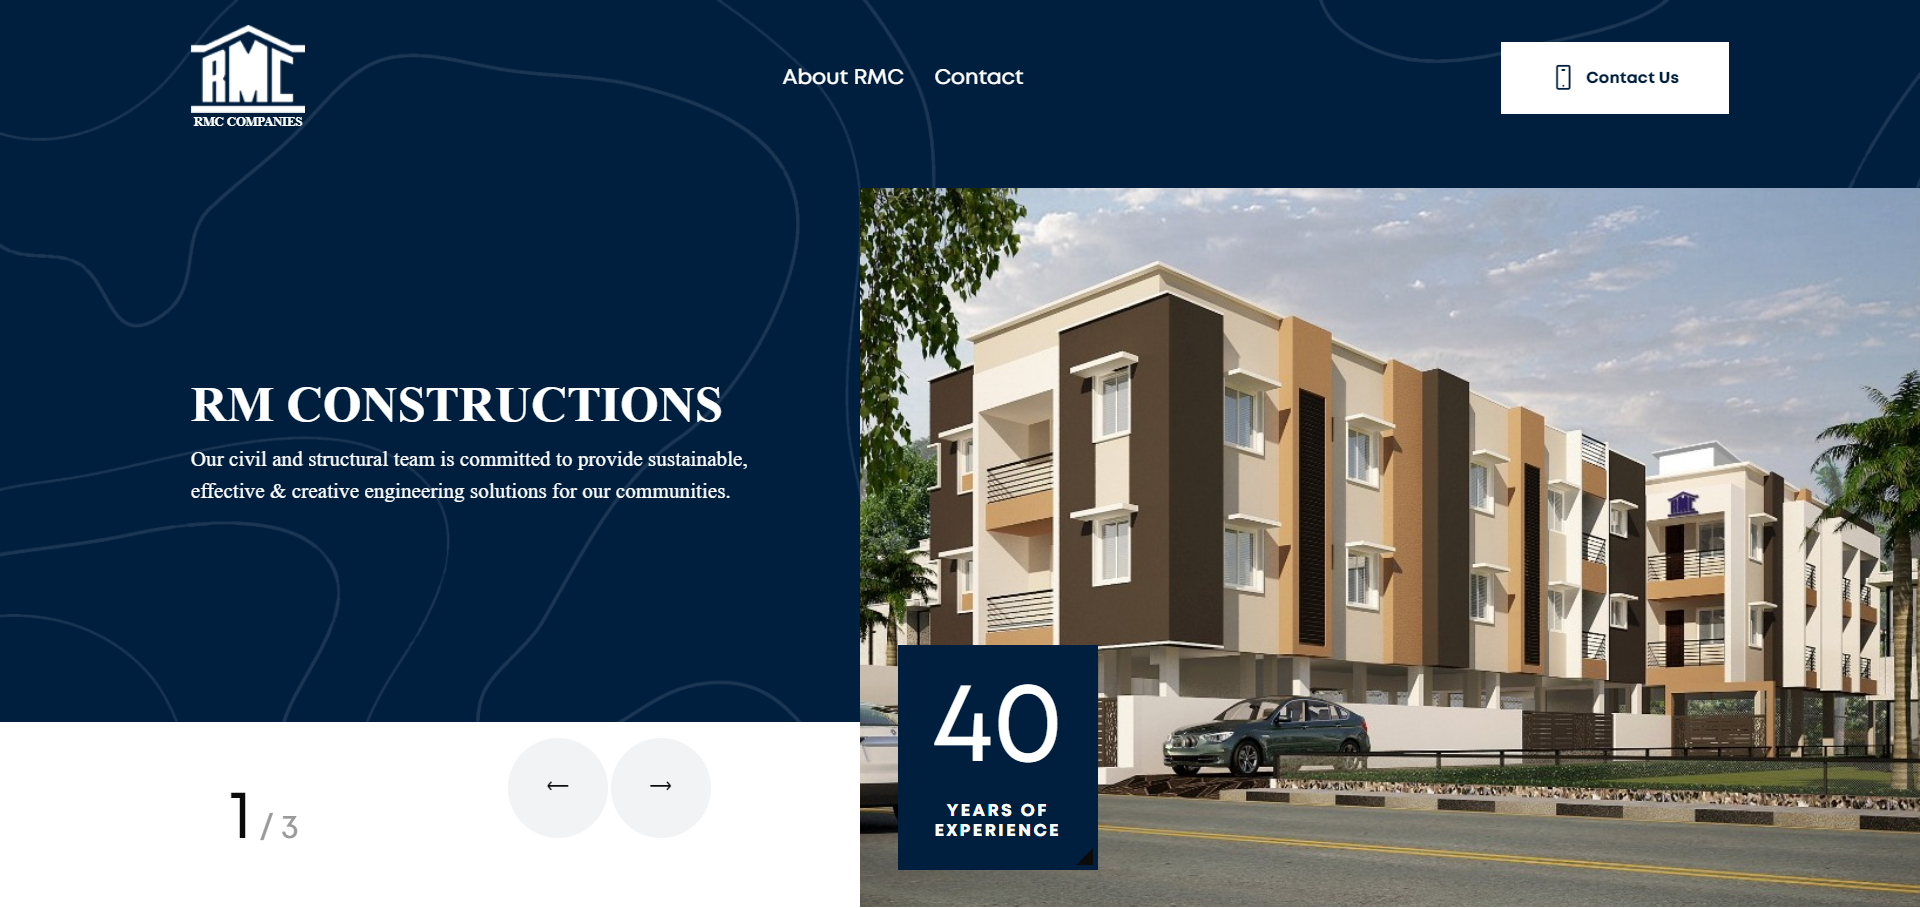 RMC
RMC COMPANIES
About RMC
Contact
Contact Us
RM CONSTRUCTIONS
Our civil and structural team is committed to provide sustainable,
effective & creative engineering solutions for our communities.
RMC
40
YEARS OF
EXPERIENCE
1 / 3